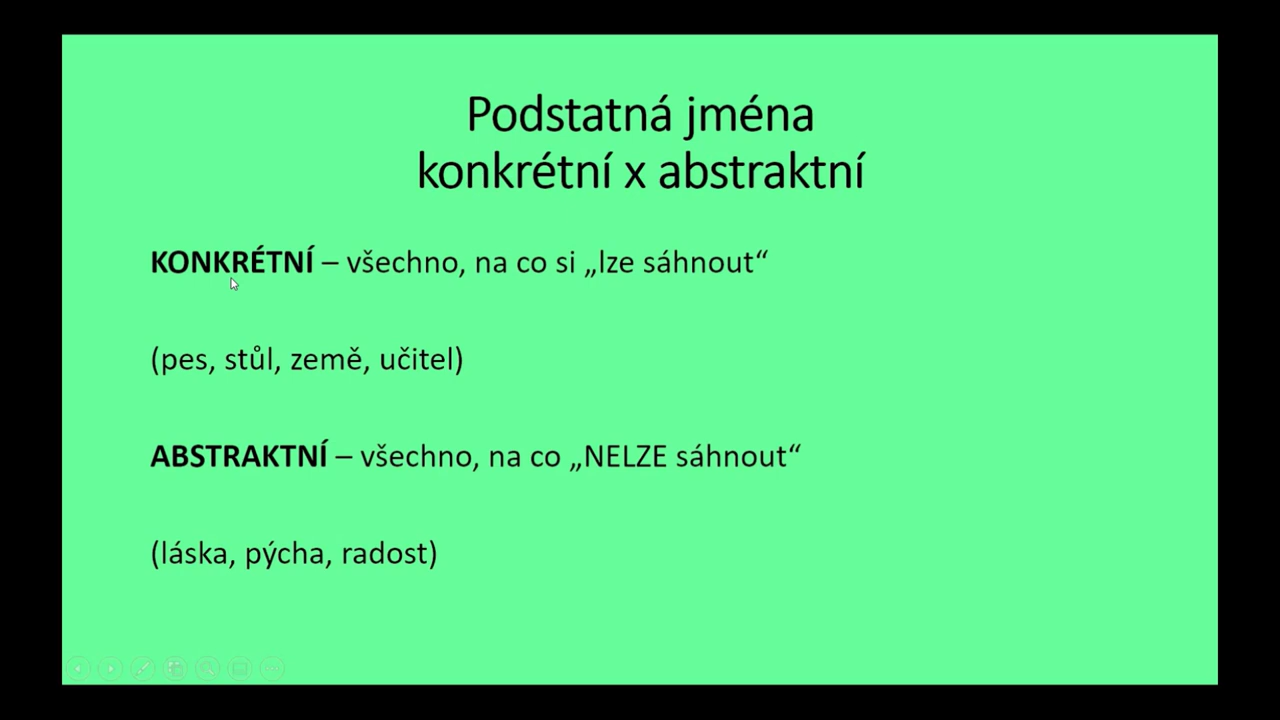 Podstatná jména
konkrétní x abstraktní
KONKRÉTNÍ – všechno, na co si „lze sáhnout“
(pes, stůl, země, učitel)
ABSTRAKTNÍ – všechno, na co „NELZE sáhnout“
(láska, pýcha, radost)